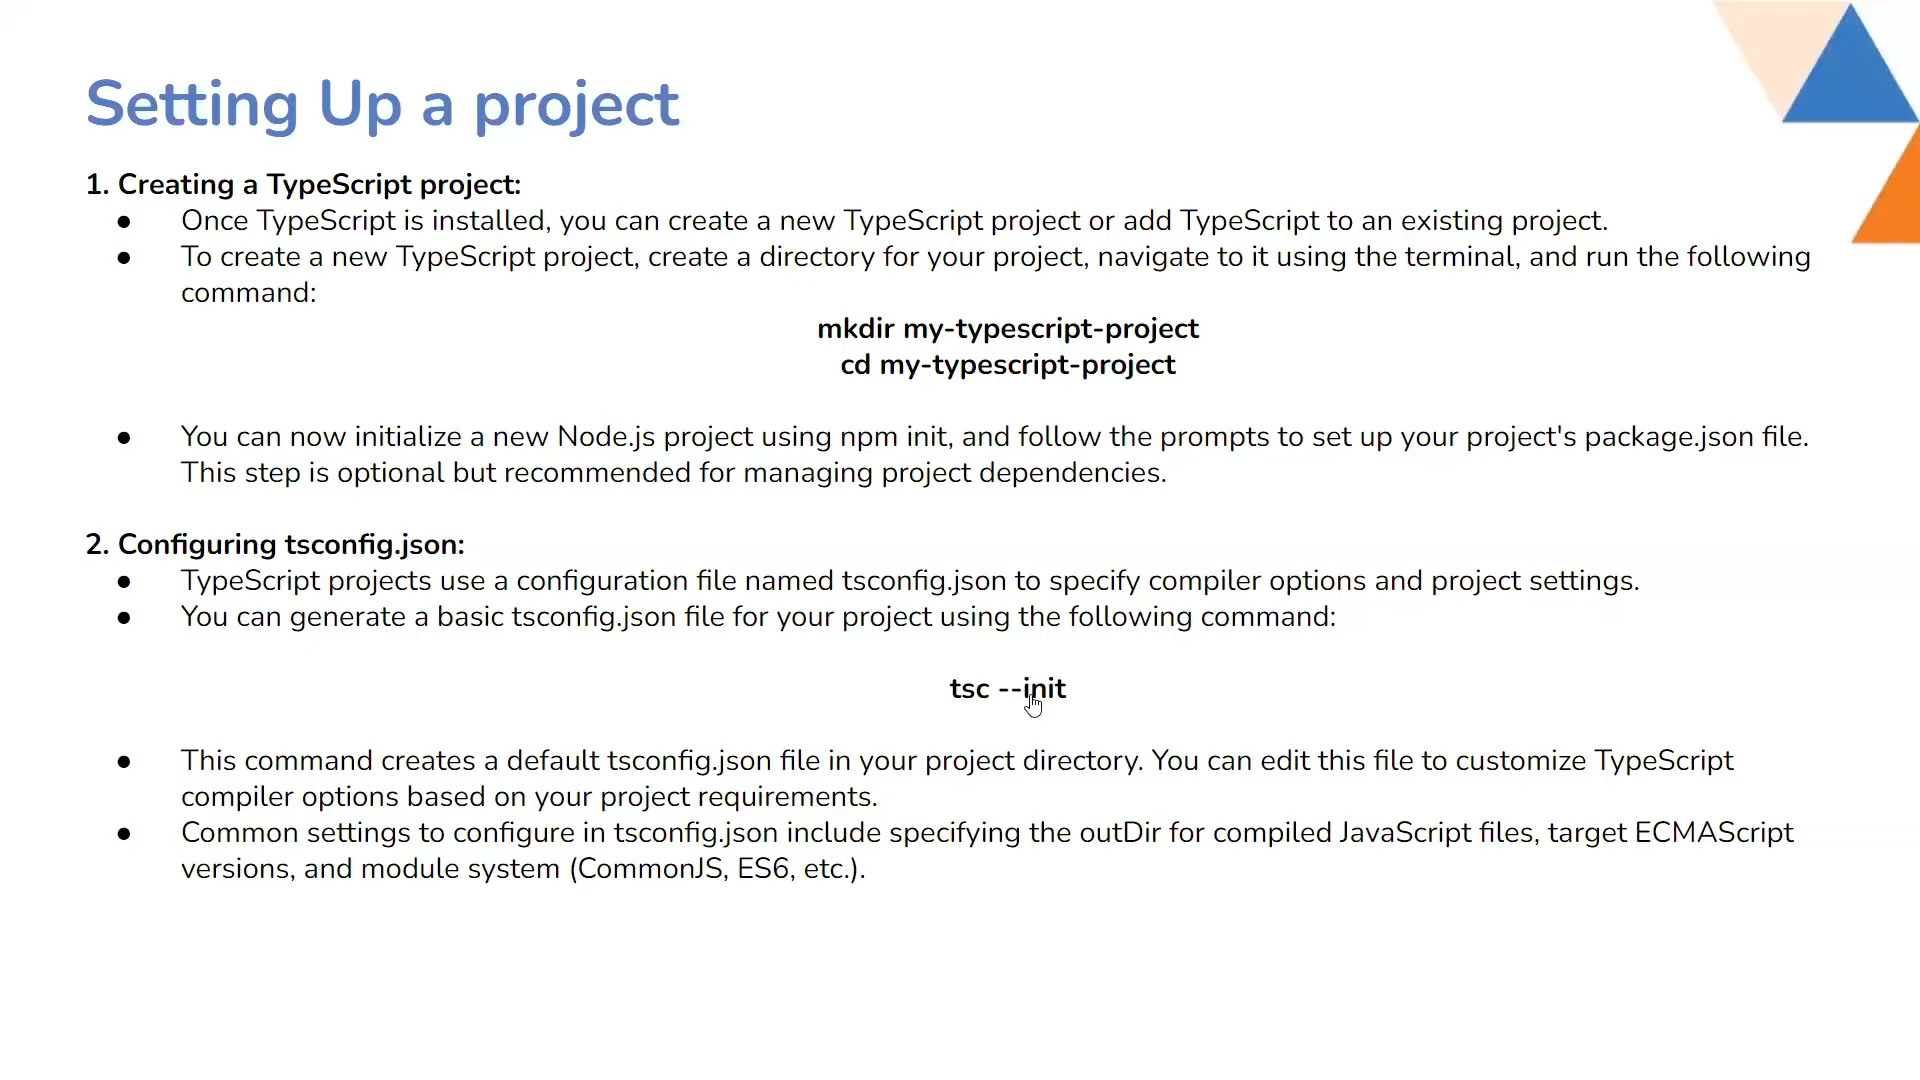 Setting Up a project
1. Creating a TypeScript project:
● Once TypeScript is installed, you can create a new TypeScript project or add TypeScript to an existing project.
● To create a new TypeScript project, create a directory for your project, navigate to it using the terminal, and run the following
command:
mkdir my-typescript-project
cd my-typescript-project
● You can now initialize a new Node.js project using npm init, and follow the prompts to set up your project's package.json file.
This step is optional but recommended for managing project dependencies.
2. Configuring tsconfig.json:
● TypeScript projects use a configuration file named tsconfig.json to specify compiler options and project settings.
● You can generate a basic tsconfig.json file for your project using the following command:
tsc --init
● This command creates a default tsconfig.json file in your project directory. You can edit this file to customize TypeScript
compiler options based on your project requirements.
● Common settings to configure in tsconfig.json include specifying the outDir for compiled JavaScript files, target ECMAScript
versions, and module system (CommonJS, ES6, etc.).